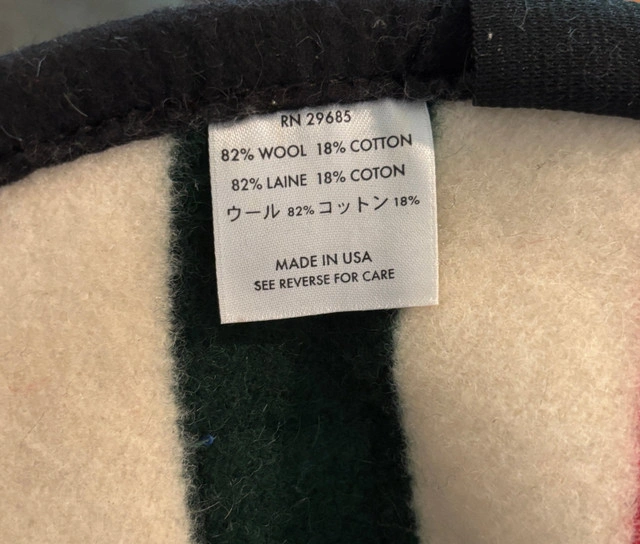 RN 29685
82% WOOL 18% COTTON
82% LAINE 18% COTON
ウール 82% コットン 18%
MADE IN USA
SEE REVERSE FOR CARE